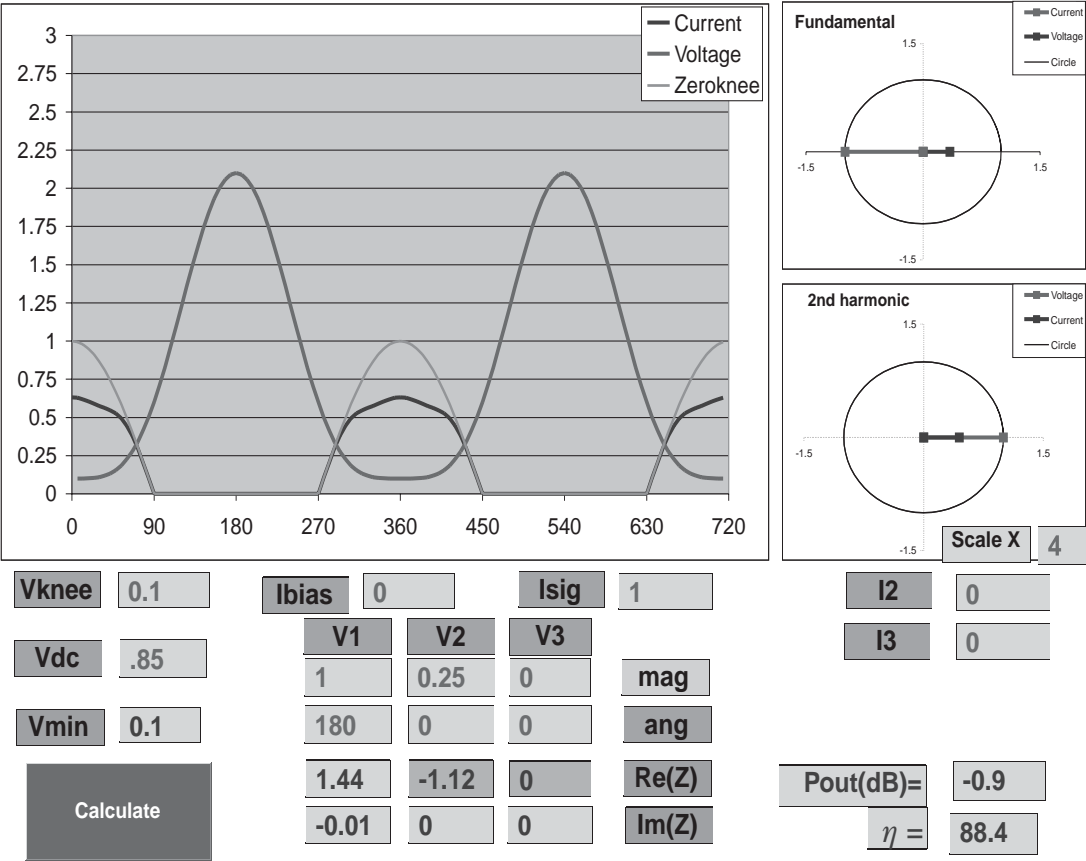 Current
Voltage
Zeroknee
3
2.75
2.5
2.25
2
1.75
1.5
1.25
1
0.75
0.5
0.25
0
0 90 180 270 360 450 540 630 720
Fundamental
Current
Voltage
Circle
1.5
-1.5 1.5
-1.5
2nd harmonic
Voltage
Current
Circle
1.5
-1.5 1.5
-1.5
Scale X 4
Vknee 0.1 Ibias 0 Isig 1 I2 0
V1 V2 V3 I3 0
Vdc .85 1 0.25 0 mag
Vmin 0.1 180 0 0 ang
Calculate
1.44 -1.12 0 Re(Z) Pout(dB)= -0.9
-0.01 0 0 Im(Z) η = 88.4